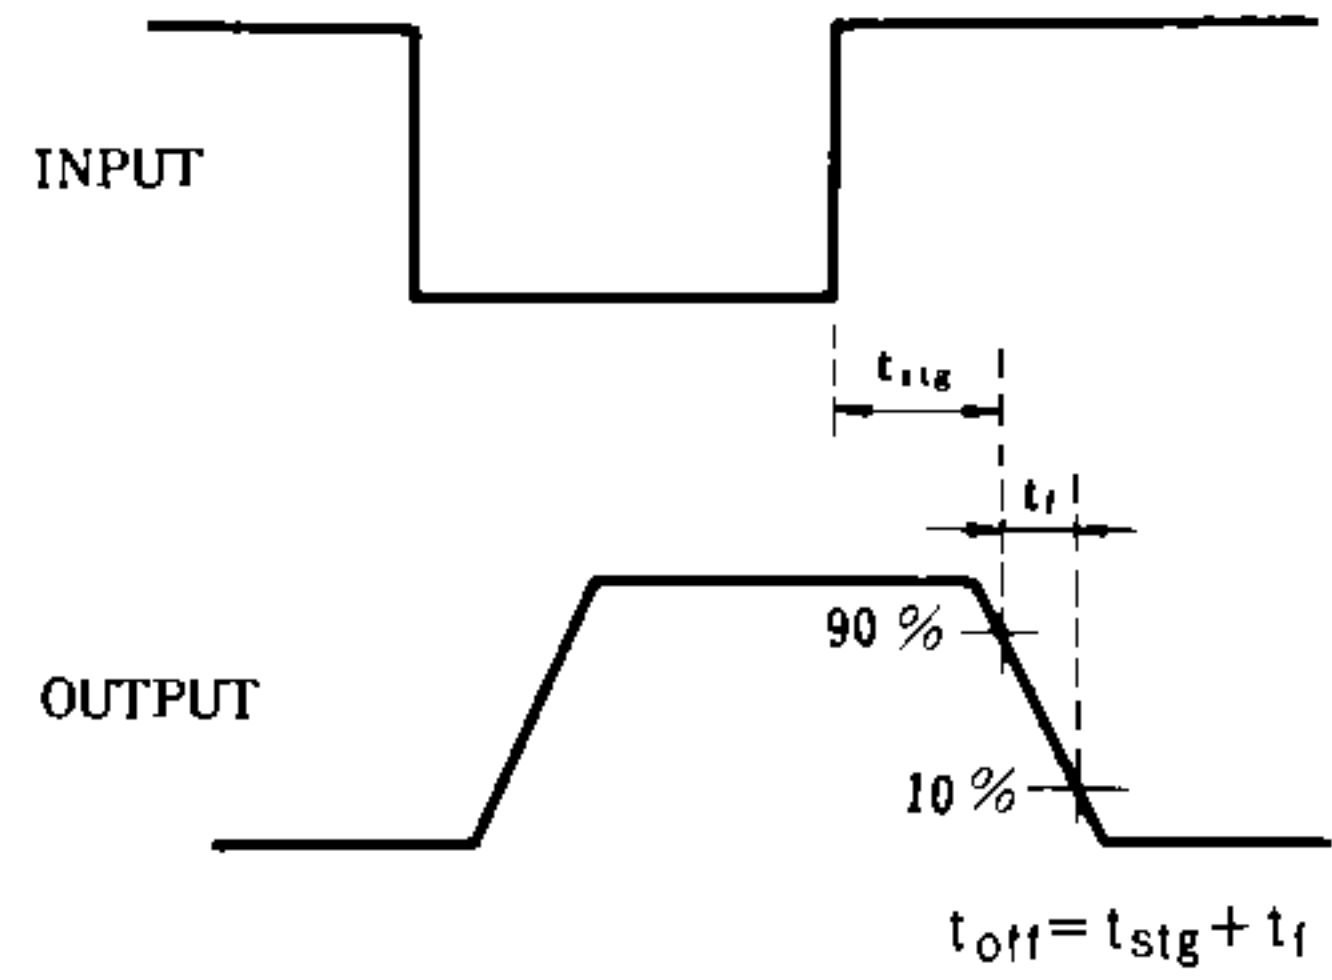 INPUT
tstg
tf
90 %
OUTPUT
10 %
toff = tstg + tf